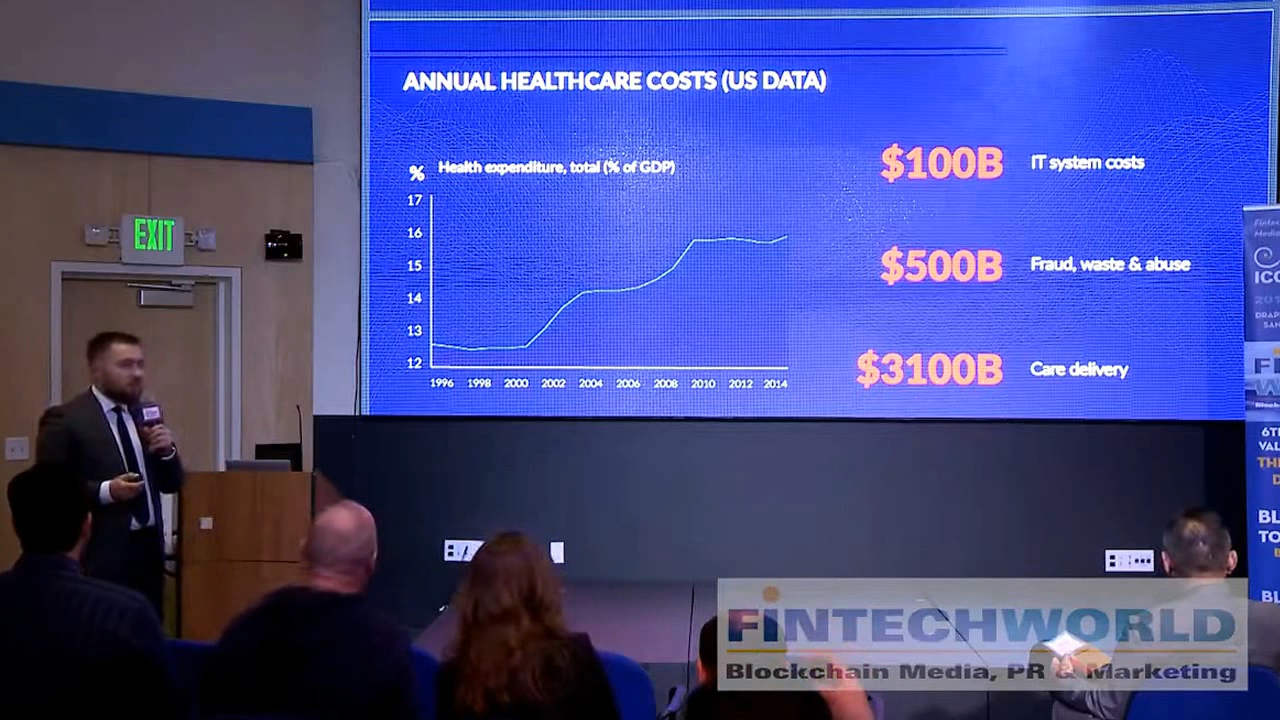 ANNUAL HEALTHCARE COSTS (US DATA)
% Health expenditure, total (% of GDP)
17
16
15
14
13
12
1996 1998 2000 2002 2004 2006 2008 2010 2012 2014
$100B IT system costs
$500B Fraud, waste & abuse
$3100B Care delivery
EXIT
FINTECHWORLD
Blockchain Media, PR & Marketing